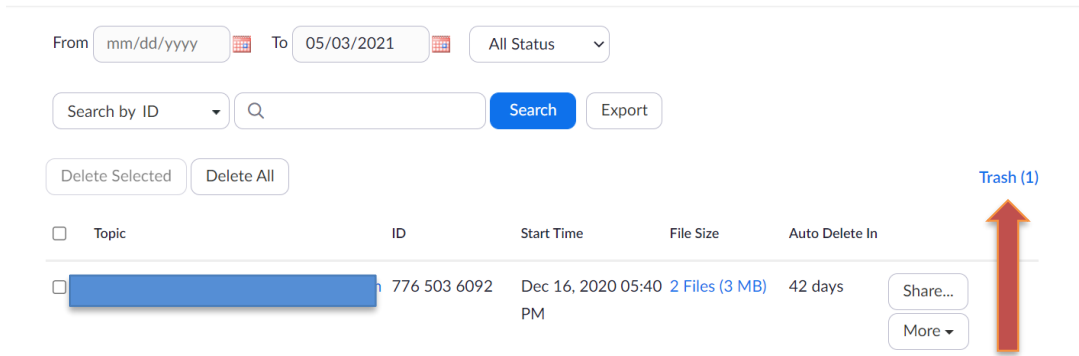 From mm/dd/yyyy To 05/03/2021 All Status
Search by ID Search Export
Delete Selected Delete All
Trash (1)
Topic ID Start Time File Size Auto Delete In
776 503 6092 Dec 16, 2020 05:40 2 Files (3 MB) 42 days Share...
PM
More